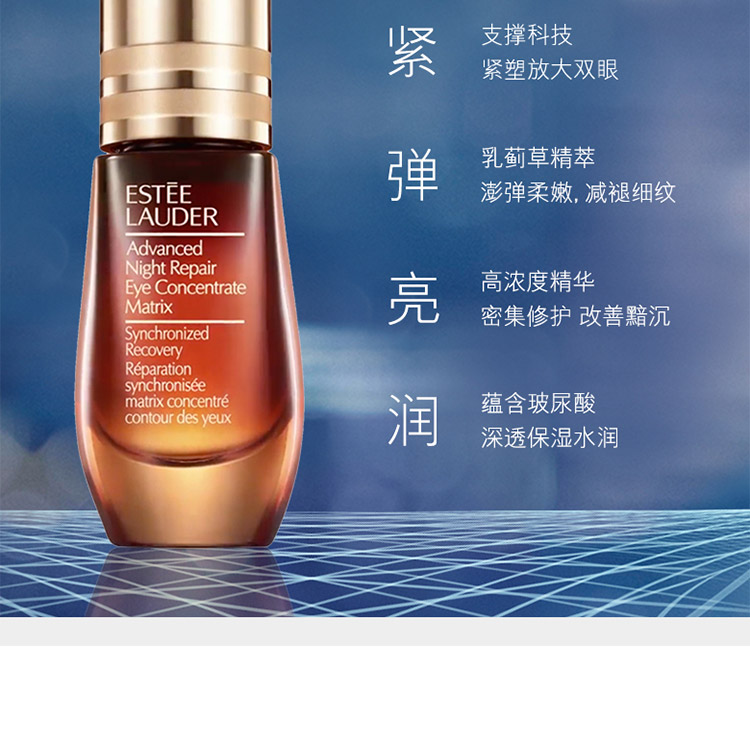 ESTĒE
LAUDER
Advanced
Night Repair
Eye Concentrate
Matrix
Synchronized
Recovery
Réparation
synchronisée
matrix concentré
contour des yeux
紧
支撑科技
紧塑放大双眼
弹
乳蓟草精萃
澎弹柔嫩, 减褪细纹
亮
高浓度精华
密集修护 改善黯沉
润
蕴含玻尿酸
深透保湿水润